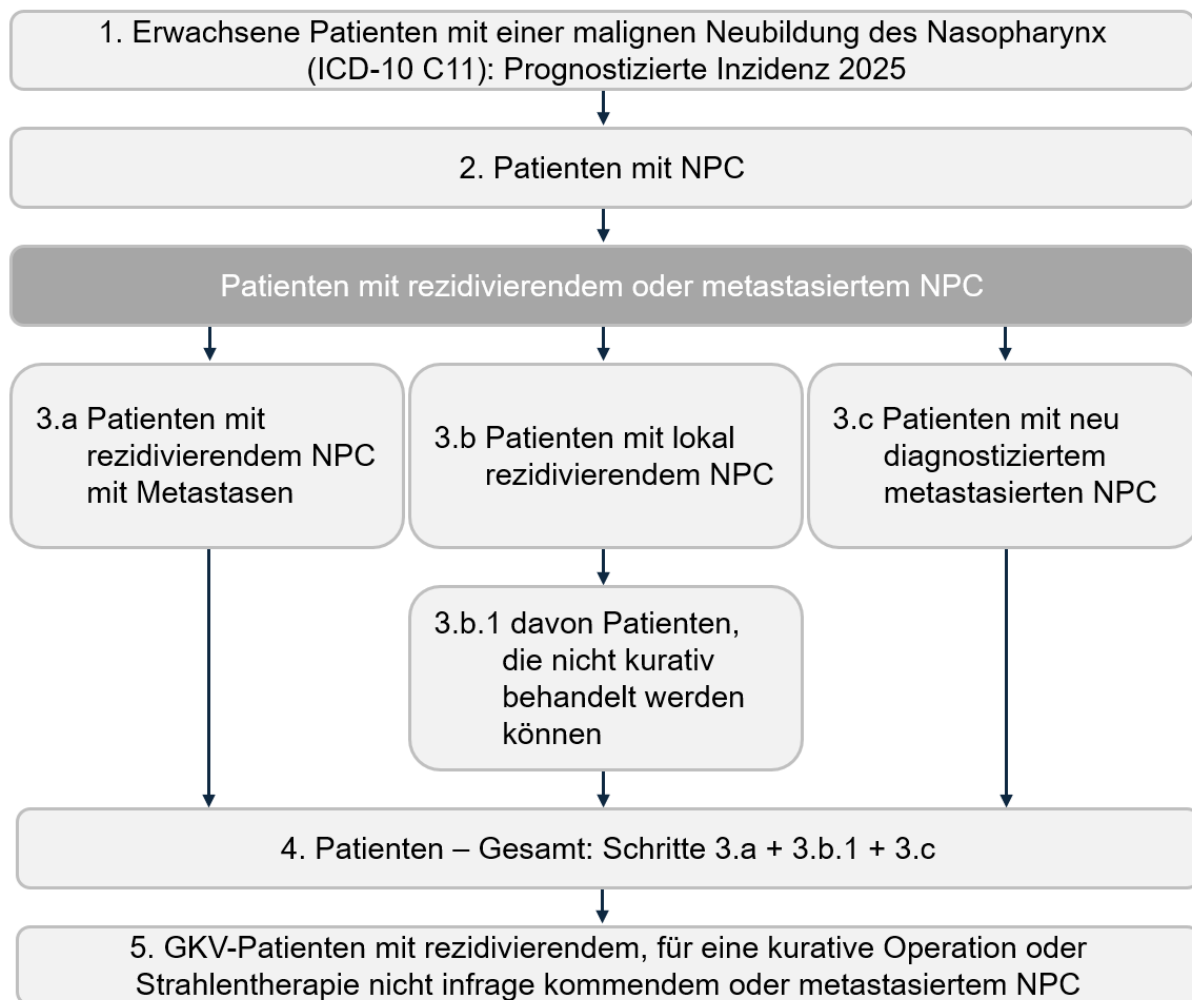 1. Erwachsene Patienten mit einer malignen Neubildung des Nasopharynx
(ICD-10 C11): Prognostizierte Inzidenz 2025
2. Patienten mit NPC
Patienten mit rezidivierendem oder metastasiertem NPC
3.a Patienten mit
rezidivierendem NPC
mit Metastasen
3.b Patienten mit lokal
rezidivierendem NPC
3.c Patienten mit neu
diagnostiziertem
metastasierten NPC
3.b.1 davon Patienten,
die nicht kurativ
behandelt werden
können
4. Patienten – Gesamt: Schritte 3.a + 3.b.1 + 3.c
5. GKV-Patienten mit rezidivierendem, für eine kurative Operation oder
Strahlentherapie nicht infrage kommendem oder metastasiertem NPC